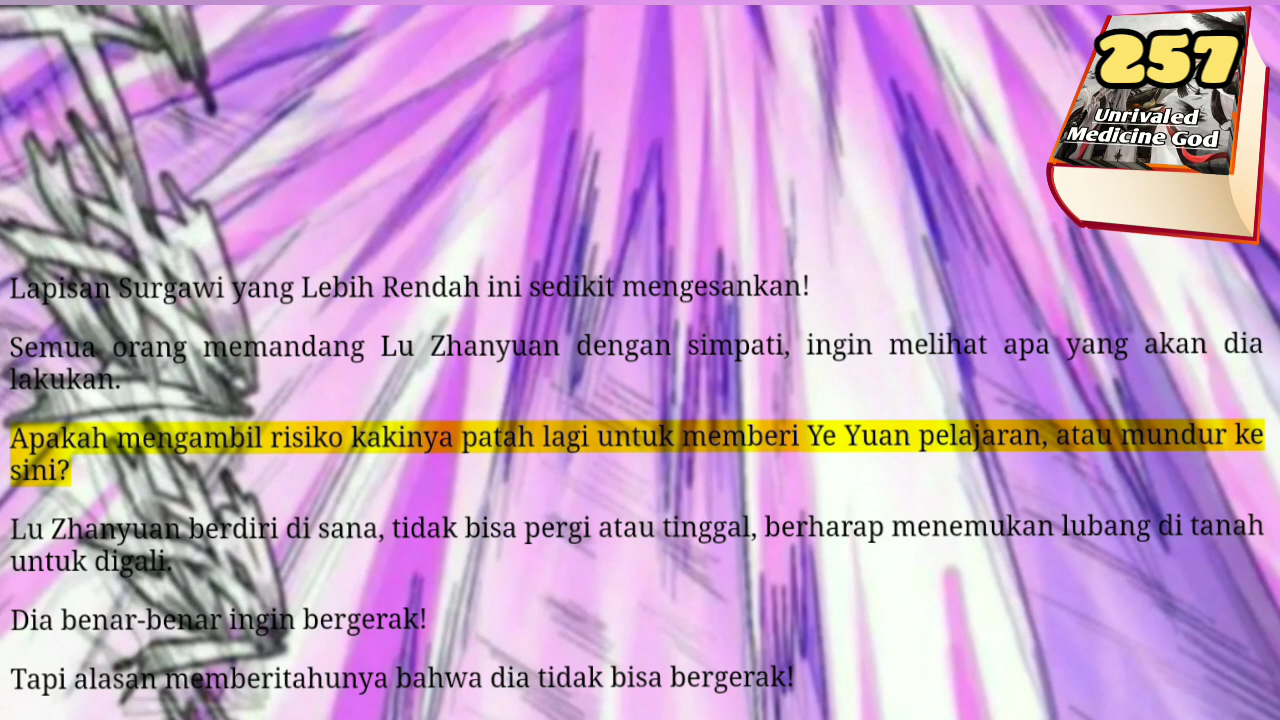 257
Unrivaled
Medicine God
Lapisan Surgawi yang Lebih Rendah ini sedikit mengesankan!
Semua orang memandang Lu Zhanyuan dengan simpati, ingin melihat apa yang akan dia
lakukan.
Apakah mengambil risiko kakinya patah lagi untuk memberi Ye Yuan pelajaran, atau mundur ke
sini?
Lu Zhanyuan berdiri di sana, tidak bisa pergi atau tinggal, berharap menemukan lubang di tanah
untuk digali.
Dia benar-benar ingin bergerak!
Tapi alasan memberitahunya bahwa dia tidak bisa bergerak!